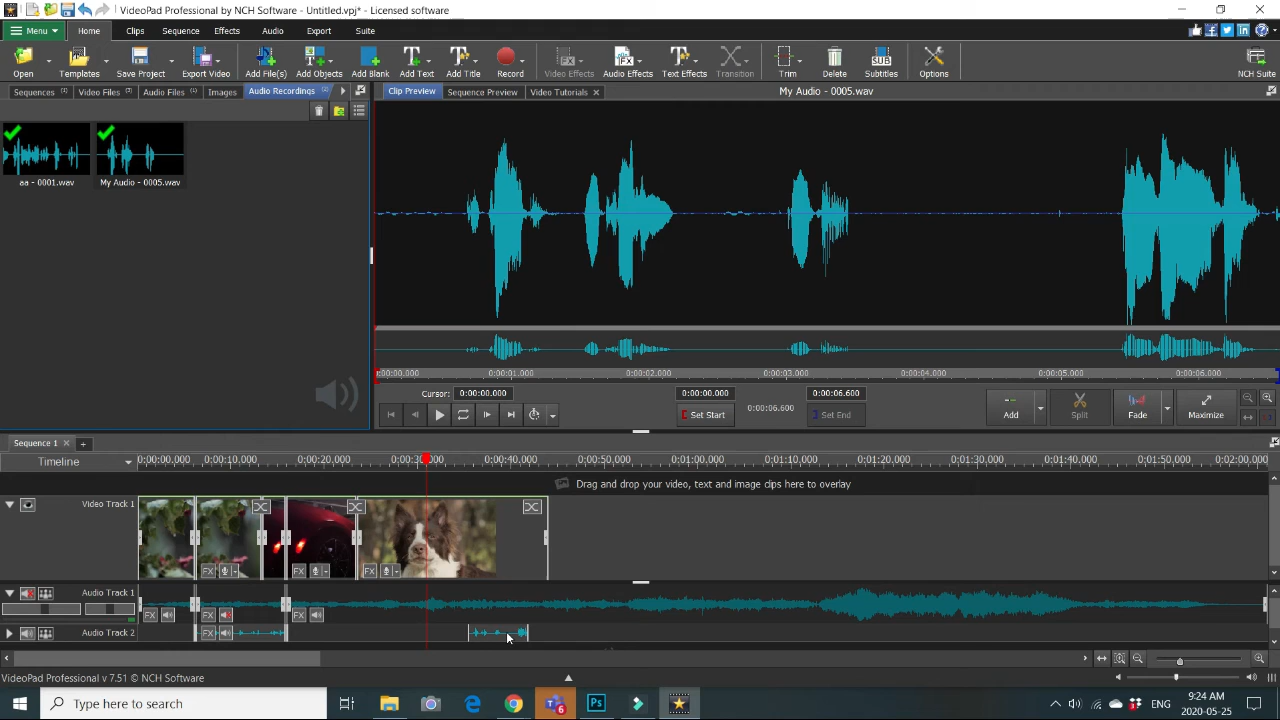 VideoPad Professional by NCH Software - Untitled.vpj* - Licensed software
Menu Home Clips Sequence Effects Audio Export Suite
Open Templates Save Project Export Video Add File(s) Add Objects Add Blank Add Text Add Title Record Video Effects Audio Effects Text Effects Transition Trim Delete Subtitles Options NCH Suite
Sequences (1) Video Files (3) Audio Files (1) Images Audio Recordings (2) Clip Preview Sequence Preview Video Tutorials My Audio - 0005.wav
aa - 0001.wav My Audio - 0005.wav
0:00:00.000 0:00:01.000 0:00:02.000 0:00:03.000 0:00:04.000 0:00:05.000 0:00:06.000
Cursor: 0:00:00.000 0:00:00.000 0:00:06.600 0:00:06.600
Set Start Set End Add Split Fade Maximize
Sequence 1
Timeline 0:00:00.000 0:00:10.000 0:00:20.000 0:00:30.000 0:00:40.000 0:00:50.000 0:01:00.000 0:01:10.000 0:01:20.000 0:01:30.000 0:01:40.000 0:01:50.000 0:02:00.000
Drag and drop your video, text and image clips here to overlay
Video Track 1
FX FX FX
Audio Track 1
FX FX FX
Audio Track 2
FX
VideoPad Professional v 7.51 © NCH Software
Type here to search
ENG
9:24 AM
2020-05-25